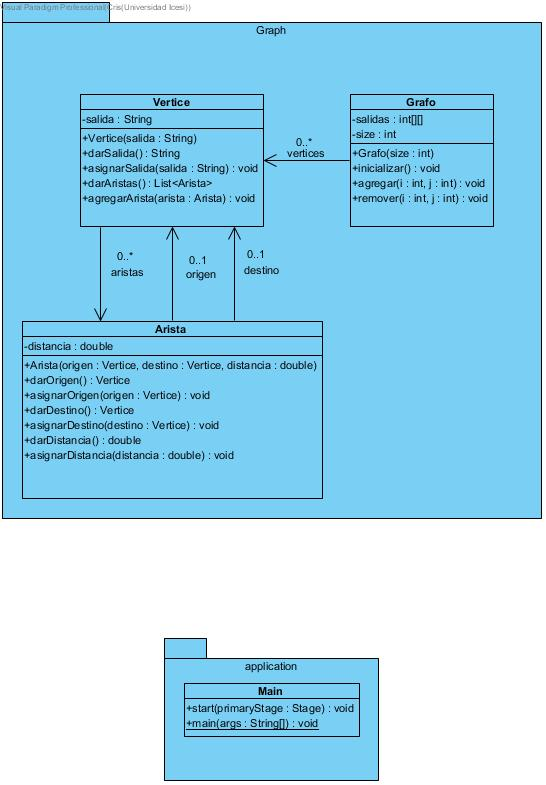 Visual Paradigm Professional(Cris(Universidad Icesi))
Graph
Vertice
-salida : String
+Vertice(salida : String)
+darSalida() : String
+asignarSalida(salida : String) : void
+darAristas() : List<Arista>
+agregarArista(arista : Arista) : void
0..*
vertices
Grafo
-salidas : int[][]
-size : int
+Grafo(size : int)
+inicializar() : void
+agregar(i : int, j : int) : void
+remover(i : int, j : int) : void
0..*
aristas
0..1
origen
0..1
destino
Arista
-distancia : double
+Arista(origen : Vertice, destino : Vertice, distancia : double)
+darOrigen() : Vertice
+asignarOrigen(origen : Vertice) : void
+darDestino() : Vertice
+asignarDestino(destino : Vertice) : void
+darDistancia() : double
+asignarDistancia(distancia : double) : void
application
Main
+start(primaryStage : Stage) : void
+main(args : String[]) : void